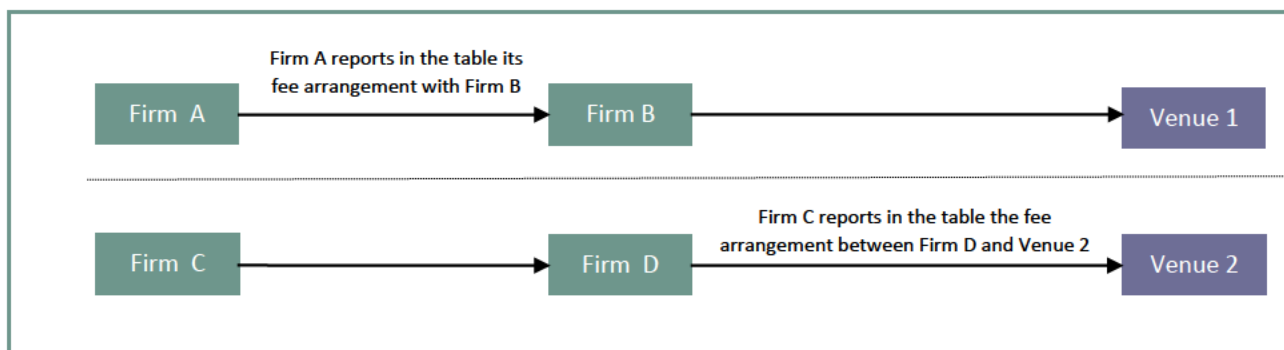 Firm A reports in the table its
fee arrangement with Firm B
Firm A
Firm B
Venue 1
Firm C reports in the table the fee
arrangement between Firm D and Venue 2
Firm C
Firm D
Venue 2